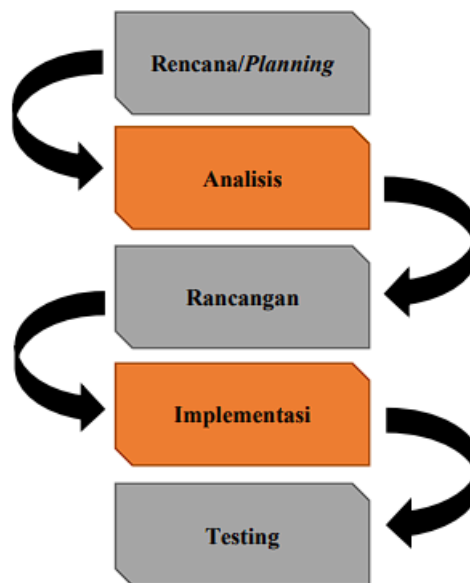 Rencana/Planning
Analisis
Rancangan
Implementasi
Testing